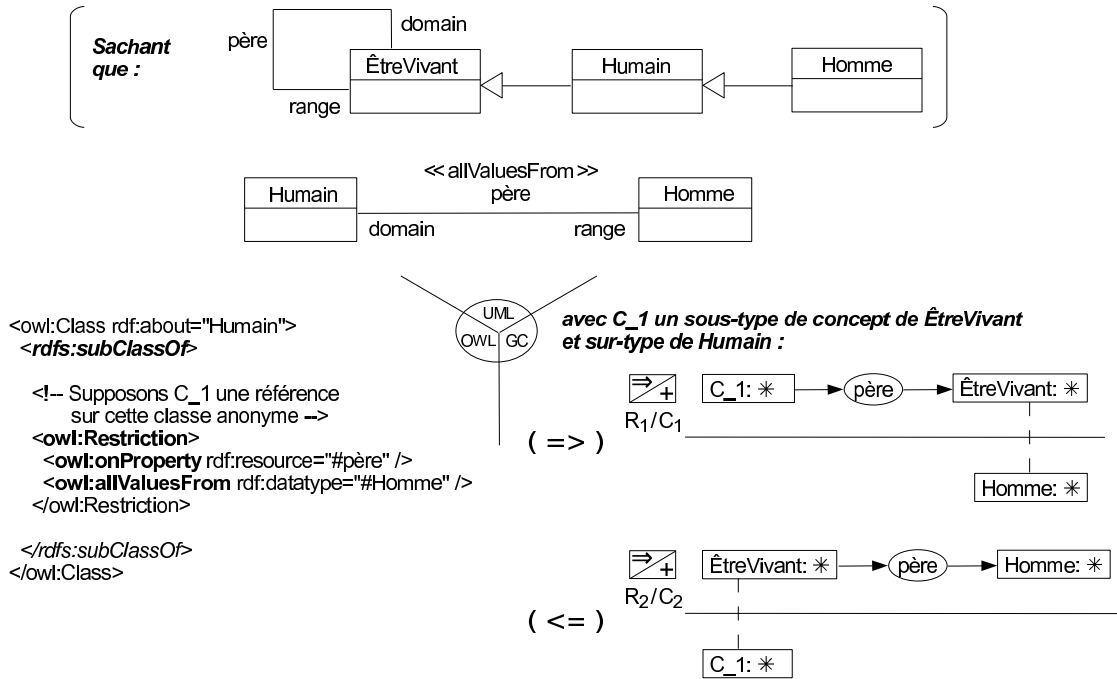 Sachant
que :
père
domain
ÊtreVivant
range
Humain
Homme
<< allValuesFrom >>
père
Humain
domain
range
Homme
UML
OWL
GC
<owl:Class rdf:about="Humain">
<rdfs:subClassOf>
<!-- Supposons C_1 une référence
sur cette classe anonyme -->
<owl:Restriction>
<owl:onProperty rdf:resource="#père" />
<owl:allValuesFrom rdf:datatype="#Homme" />
</owl:Restriction>
</rdfs:subClassOf>
</owl:Class>
avec C_1 un sous-type de concept de ÊtreVivant
et sur-type de Humain :
( => )
⇒ +
R1/C1
C_1: ✳
père
ÊtreVivant: ✳
Homme: ✳
( <= )
⇒ +
R2/C2
ÊtreVivant: ✳
père
Homme: ✳
C_1: ✳